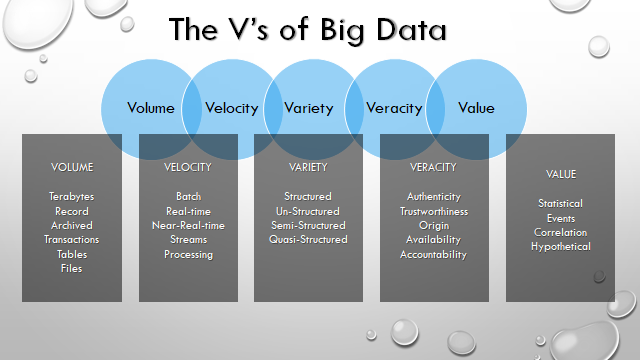 The V's of Big Data
Volume
Velocity
Variety
Veracity
Value
VOLUME
Terabytes
Record
Archived
Transactions
Tables
Files
VELOCITY
Batch
Real-time
Near-Real-time
Streams
Processing
VARIETY
Structured
Un-Structured
Semi-Structured
Quasi-Structured
VERACITY
Authenticity
Trustworthiness
Origin
Availability
Accountability
VALUE
Statistical
Events
Correlation
Hypothetical